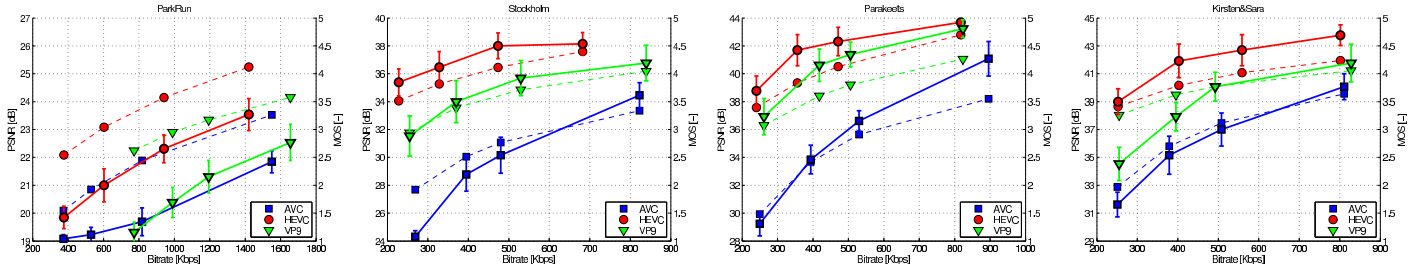 ParkRun
27
26
25
24
23
22
21
20
19
PSNR [dB]
5
4.5
4
3.5
3
2.5
2
1.5
1
MOS [-]
AVC
HEVC
VP9
200 400 600 800 1000 1200 1400 1600 1800
Bitrate [Kbps]
Stockholm
40
38
36
34
32
30
28
26
24
PSNR [dB]
5
4.5
4
3.5
3
2.5
2
1.5
1
MOS [-]
AVC
HEVC
VP9
200 300 400 500 600 700 800 900
Bitrate [Kbps]
Parakeets
44
42
40
38
36
34
32
30
28
PSNR [dB]
5
4.5
4
3.5
3
2.5
2
1.5
1
MOS [-]
AVC
HEVC
VP9
200 300 400 500 600 700 800 900 1000
Bitrate [Kbps]
Kirsten&Sara
45
43
41
39
37
35
33
31
29
PSNR [dB]
5
4.5
4
3.5
3
2.5
2
1.5
1
MOS [-]
AVC
HEVC
VP9
200 300 400 500 600 700 800 900
Bitrate [Kbps]